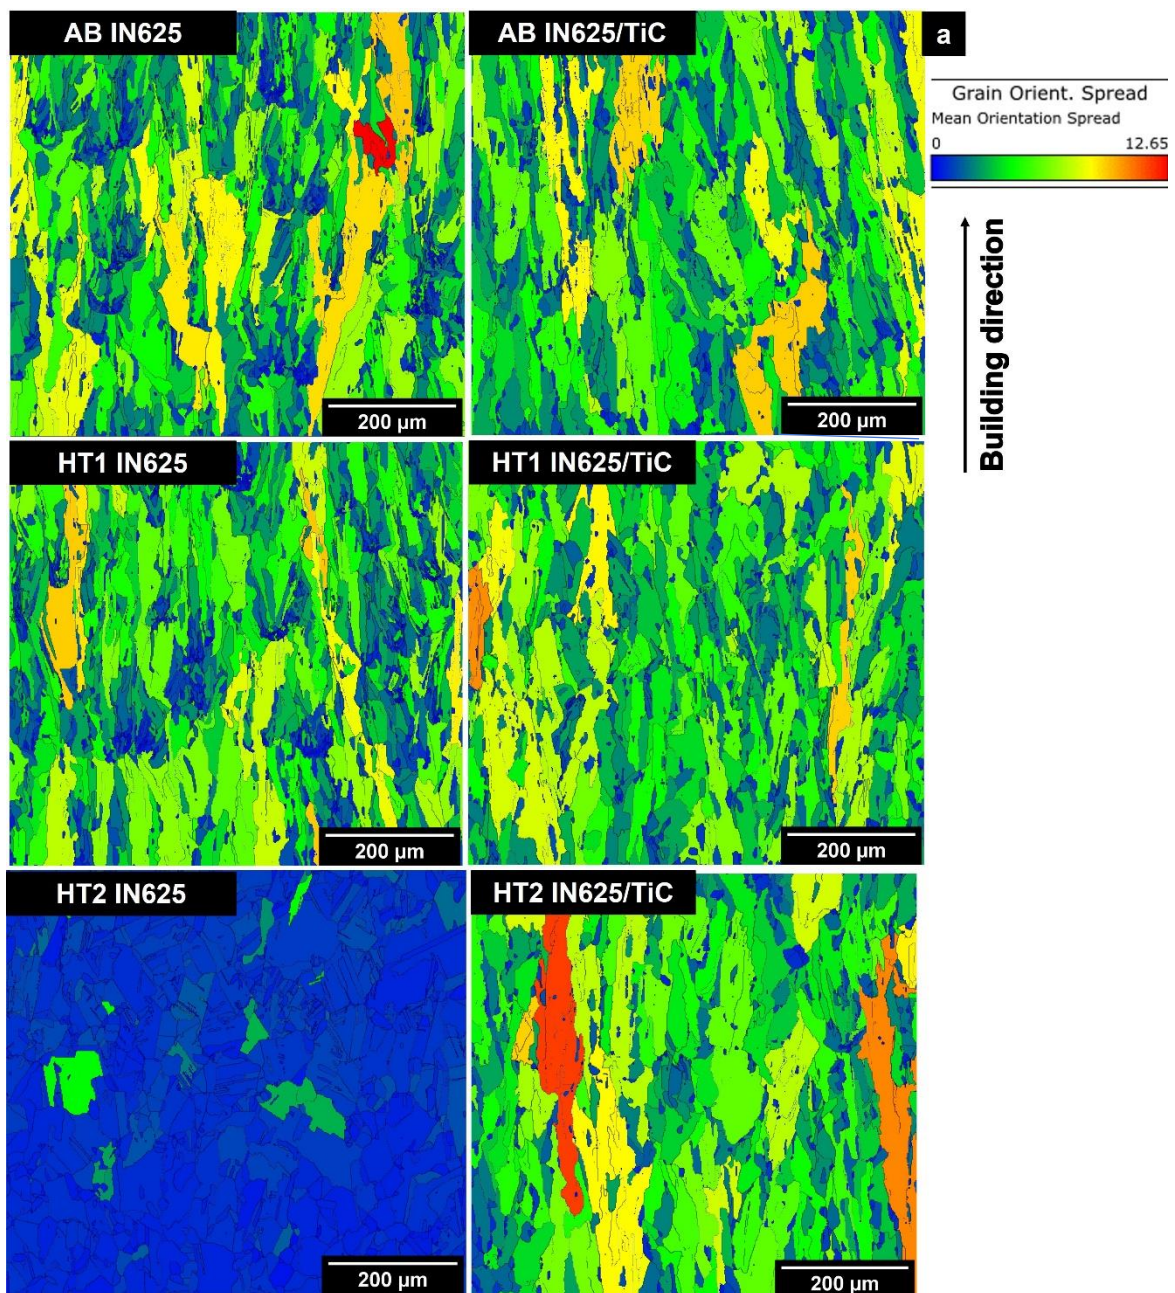 AB IN625
AB IN625/TiC
a
Grain Orient. Spread
Mean Orientation Spread
0 12.65
Building direction
200 µm
200 µm
HT1 IN625
HT1 IN625/TiC
200 µm
200 µm
HT2 IN625
HT2 IN625/TiC
200 µm
200 µm